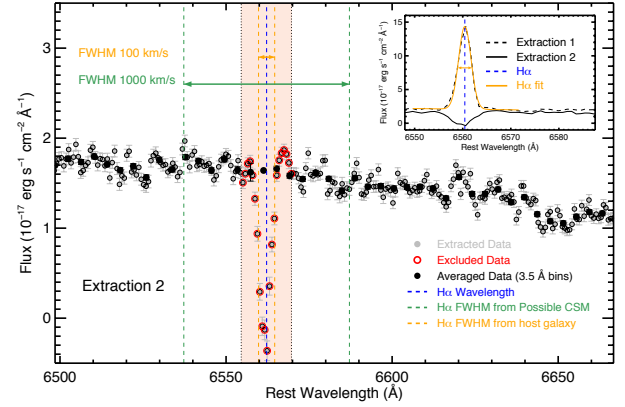 FWHM 100 km/s
FWHM 1000 km/s
Extraction 2
Extracted Data
Excluded Data
Averaged Data (3.5 Å bins)
Hα Wavelength
Hα FWHM from Possible CSM
Hα FWHM from host galaxy
Flux (10⁻¹⁷ erg s⁻¹ cm⁻² Å⁻¹)
3
2
1
0
6500
6550
6600
6650
Rest Wavelength (Å)
Extraction 1
Extraction 2
Hα
Hα fit
Flux (10⁻¹⁷ erg s⁻¹ cm⁻² Å⁻¹)
15
10
5
0
6550
6560
6570
6580
Rest Wavelength (Å)